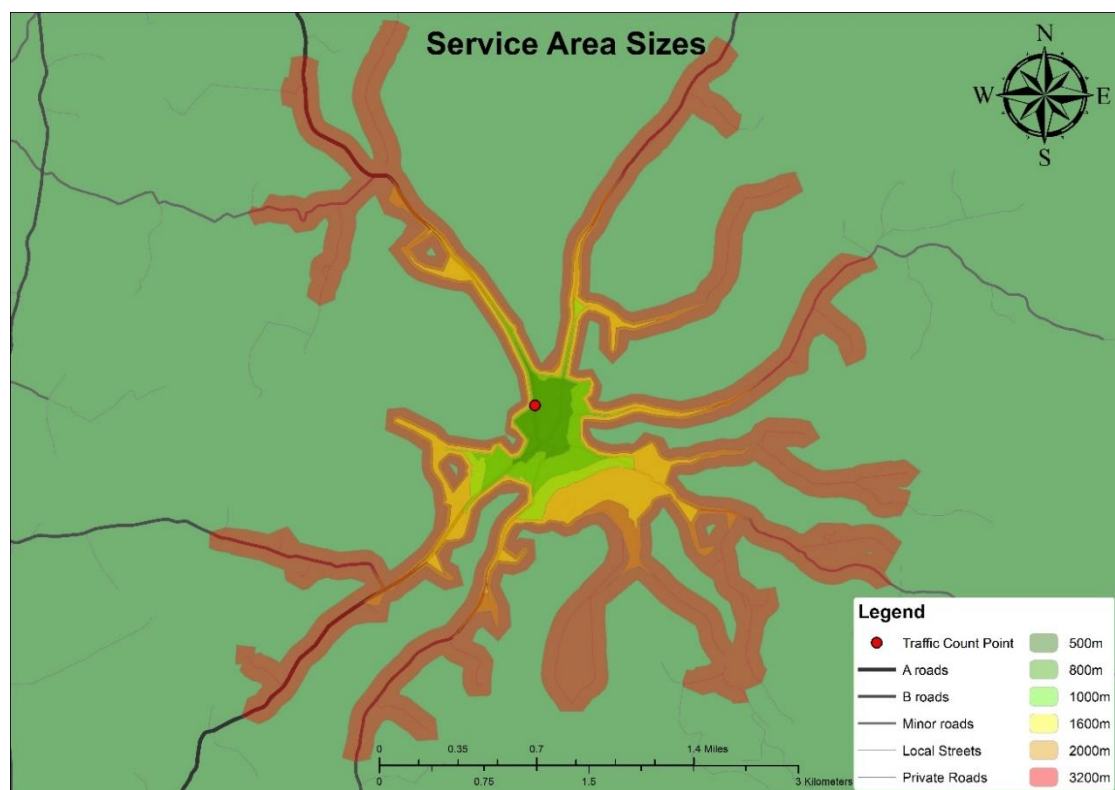 Service Area Sizes
N
W E
S
Legend
Traffic Count Point 500m
A roads 800m
B roads 1000m
Minor roads 1600m
Local Streets 2000m
Private Roads 3200m
0 0.35 0.7 1.4 Miles
0 0.75 1.5 3 Kilometers